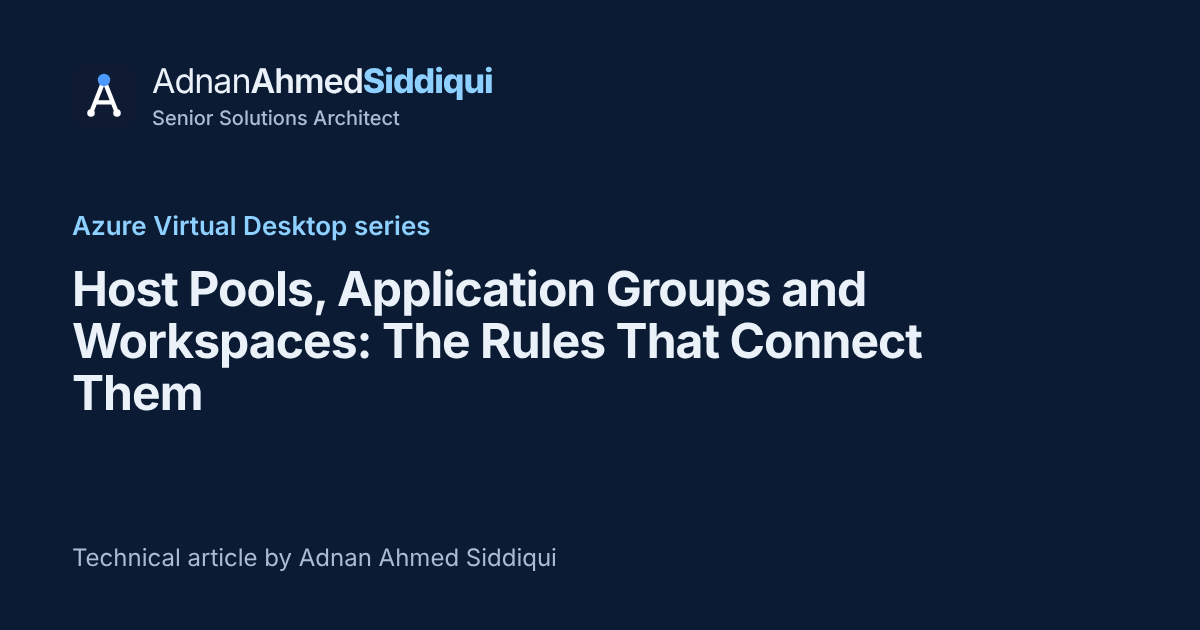 AdnanAhmedSiddiqui
Senior Solutions Architect
Azure Virtual Desktop series
Host Pools, Application Groups and
Workspaces: The Rules That Connect
Them
Technical article by Adnan Ahmed Siddiqui